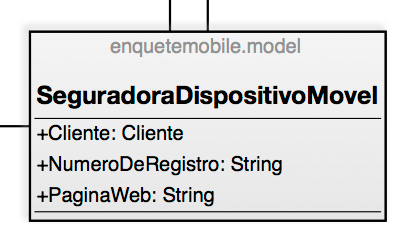 enquetemobile.model
SeguradoraDispositivoMovel
+Cliente: Cliente
+NumeroDeRegistro: String
+PaginaWeb: String